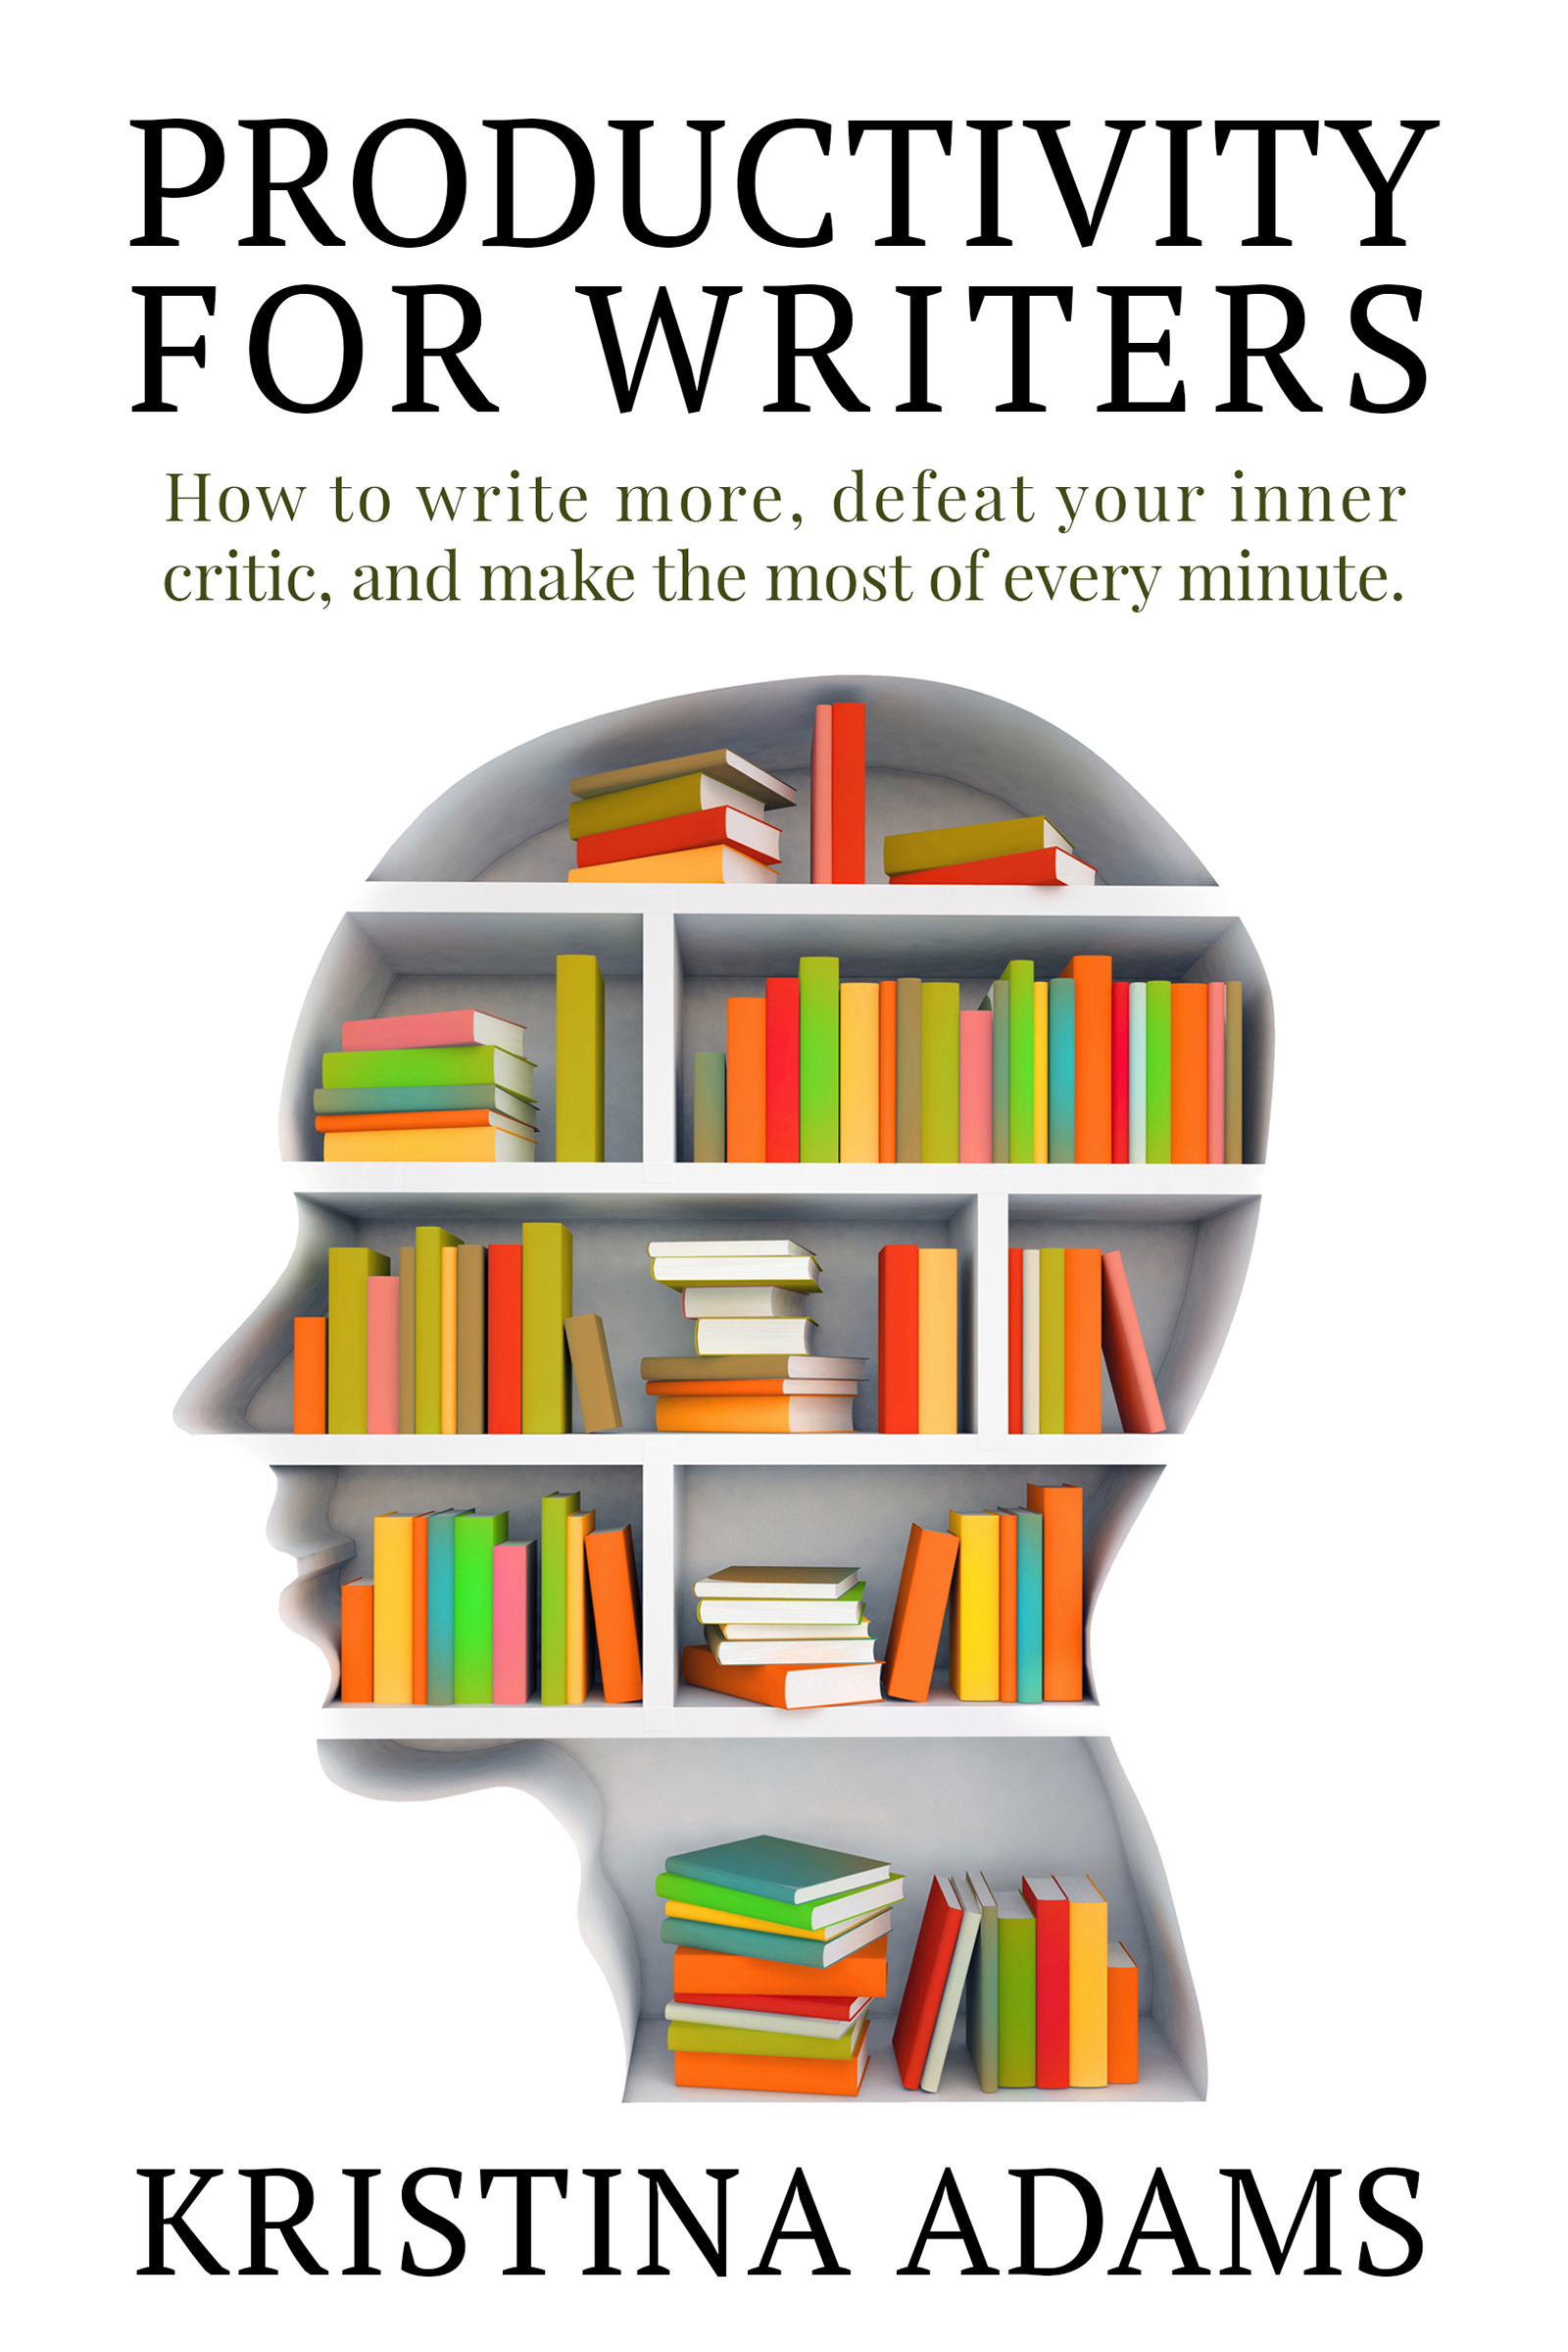 PRODUCTIVITY
FOR WRITERS
How to write more, defeat your inner
critic, and make the most of every minute.
KRISTINA ADAMS